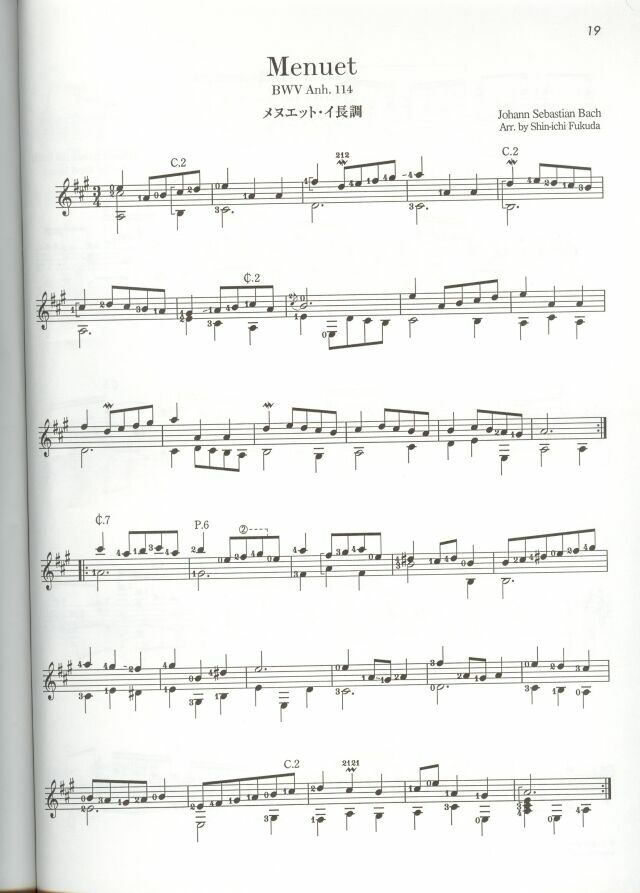 19
Menuet
BWV Anh. 114
メヌエット・イ長調
Johann Sebastian Bach
Arr. by Shin-ichi Fukuda
C.2
212
C.2
₵.2
₵.7
P.6
②
C.2
2121